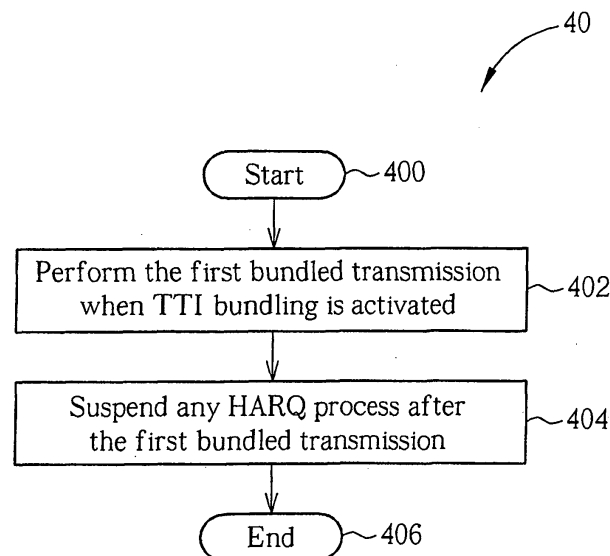 40
Start
400
Perform the first bundled transmission
when TTI bundling is activated
402
Suspend any HARQ process after
the first bundled transmission
404
End
406